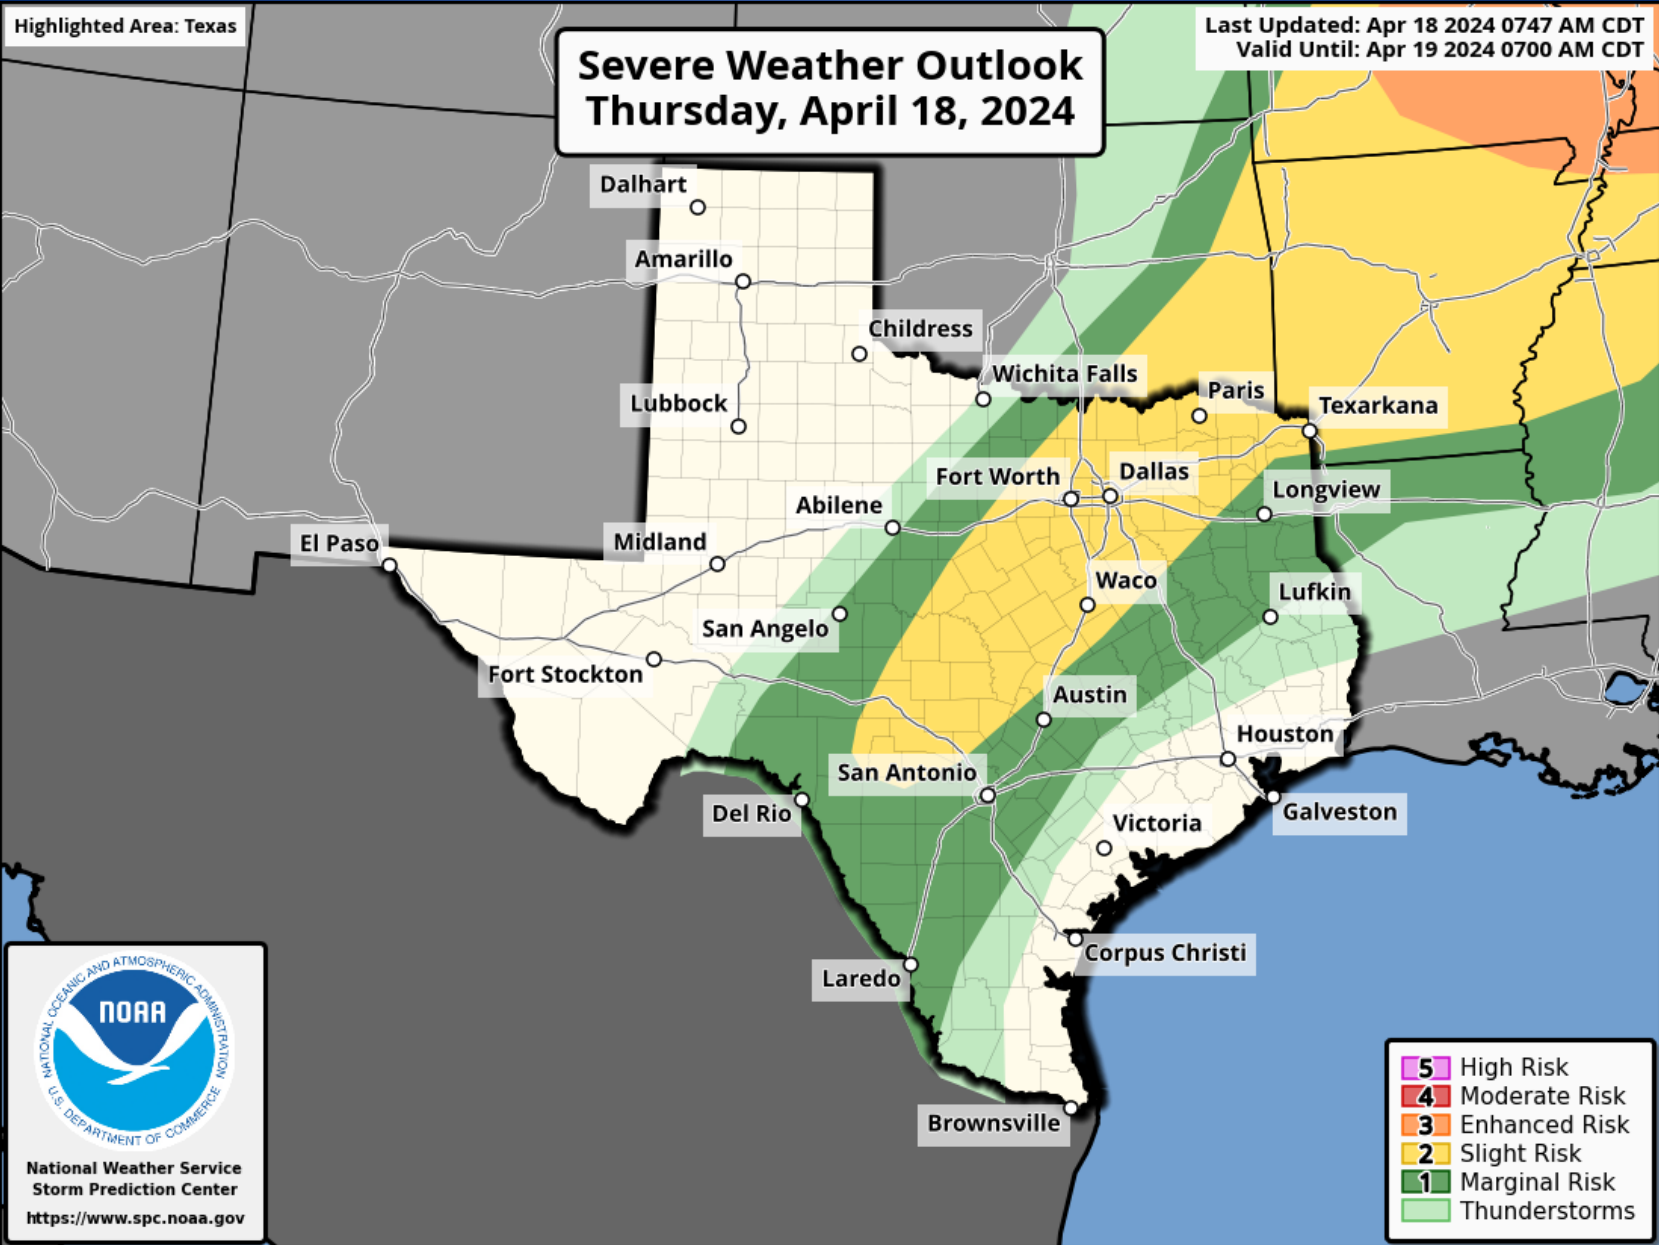 Highlighted Area: Texas
Severe Weather Outlook
Thursday, April 18, 2024
Last Updated: Apr 18 2024 0747 AM CDT
Valid Until: Apr 19 2024 0700 AM CDT
Dalhart
Amarillo
Childress
Wichita Falls
Paris
Lubbock
Texarkana
Fort Worth
Dallas
Longview
Abilene
El Paso
Midland
Waco
Lufkin
San Angelo
Fort Stockton
Austin
Houston
San Antonio
Del Rio
Galveston
Victoria
Corpus Christi
Laredo
Brownsville
NATIONAL OCEANIC AND ATMOSPHERIC ADMINISTRATION
NOAA
U.S. DEPARTMENT OF COMMERCE
National Weather Service
Storm Prediction Center
https://www.spc.noaa.gov
5 High Risk
4 Moderate Risk
3 Enhanced Risk
2 Slight Risk
1 Marginal Risk
Thunderstorms